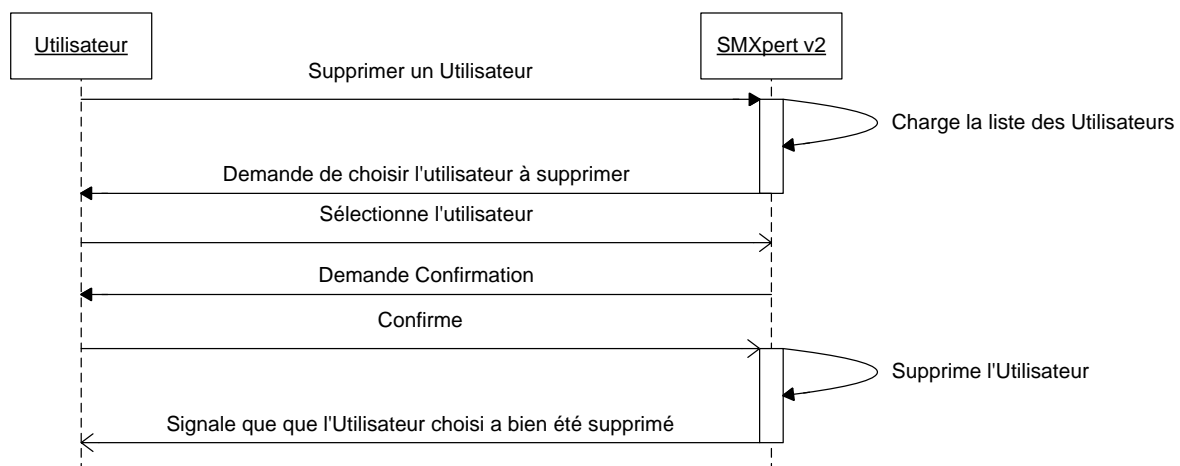 Utilisateur
SMXpert v2
Supprimer un Utilisateur
Charge la liste des Utilisateurs
Demande de choisir l'utilisateur à supprimer
Sélectionne l'utilisateur
Demande Confirmation
Confirme
Supprime l'Utilisateur
Signale que que l'Utilisateur choisi a bien été supprimé